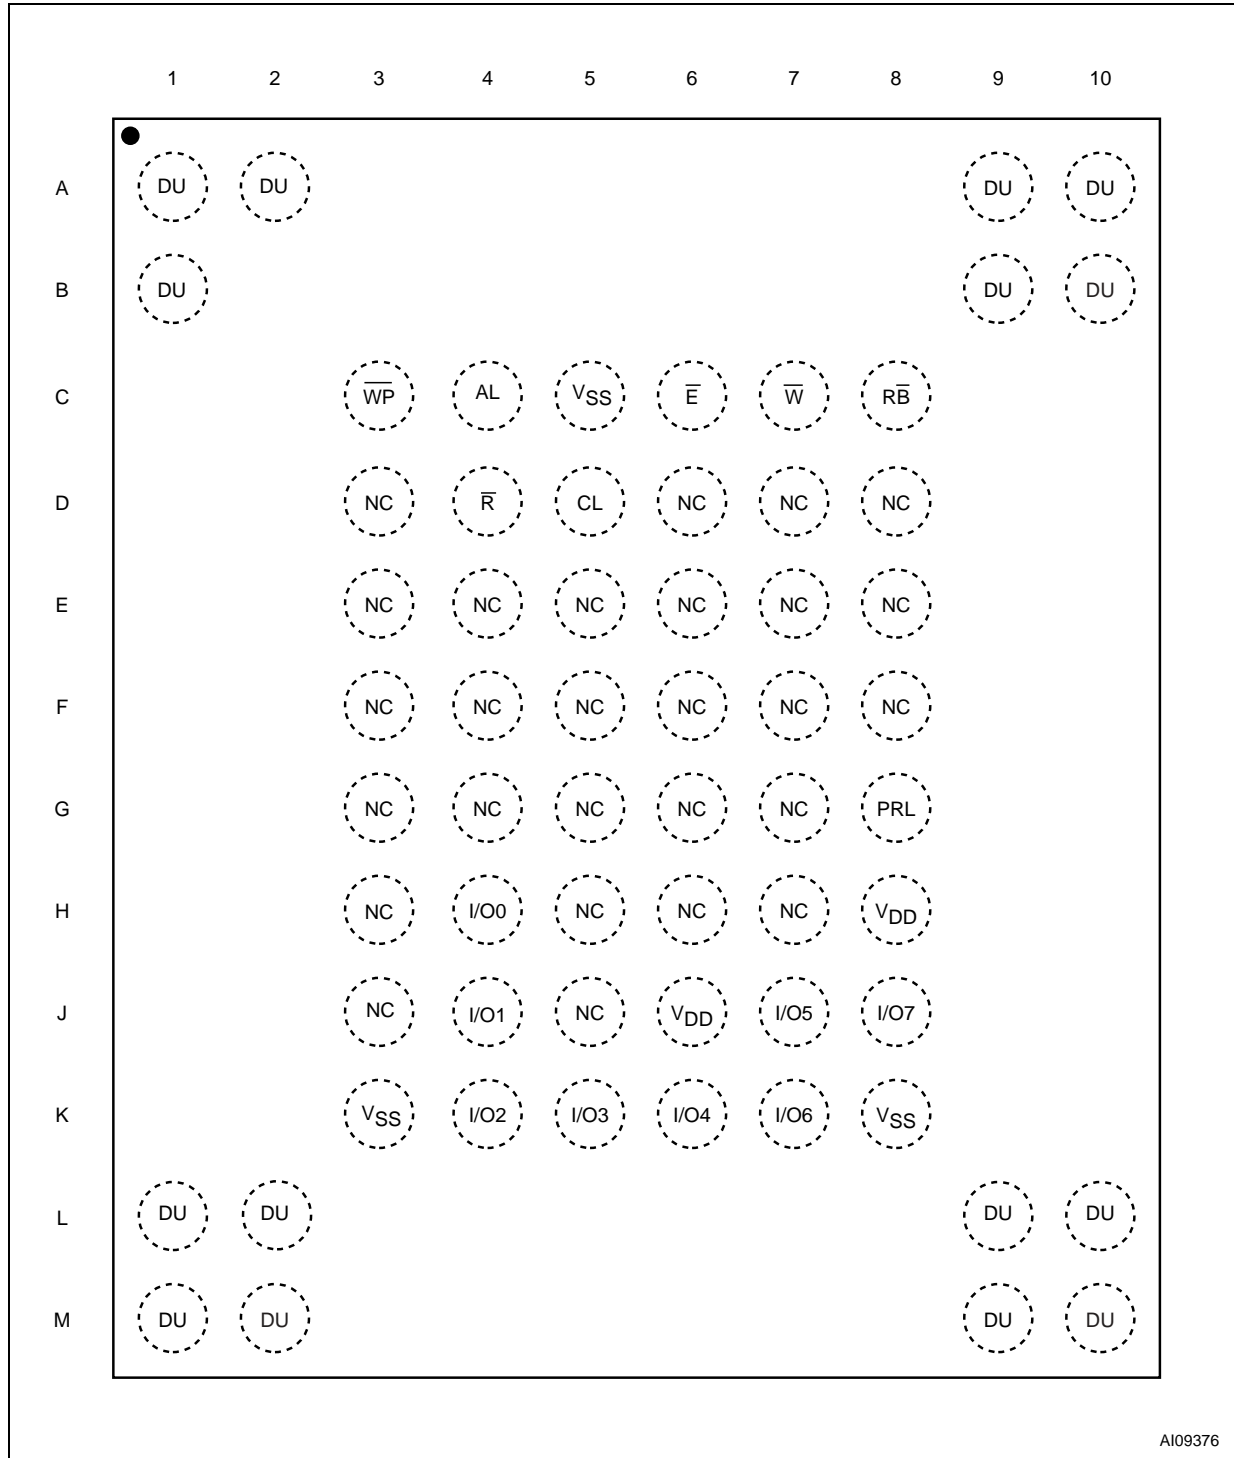 1 2 3 4 5 6 7 8 9 10
A DU DU DU DU
B DU DU DU
C W̅P̅ AL VSS E̅ W̅ RB̅
D NC R̅ CL NC NC NC
E NC NC NC NC NC NC
F NC NC NC NC NC NC
G NC NC NC NC NC PRL
H NC I/O0 NC NC NC VDD
J NC I/O1 NC VDD I/O5 I/O7
K VSS I/O2 I/O3 I/O4 I/O6 VSS
L DU DU DU DU
M DU DU DU DU
AI09376